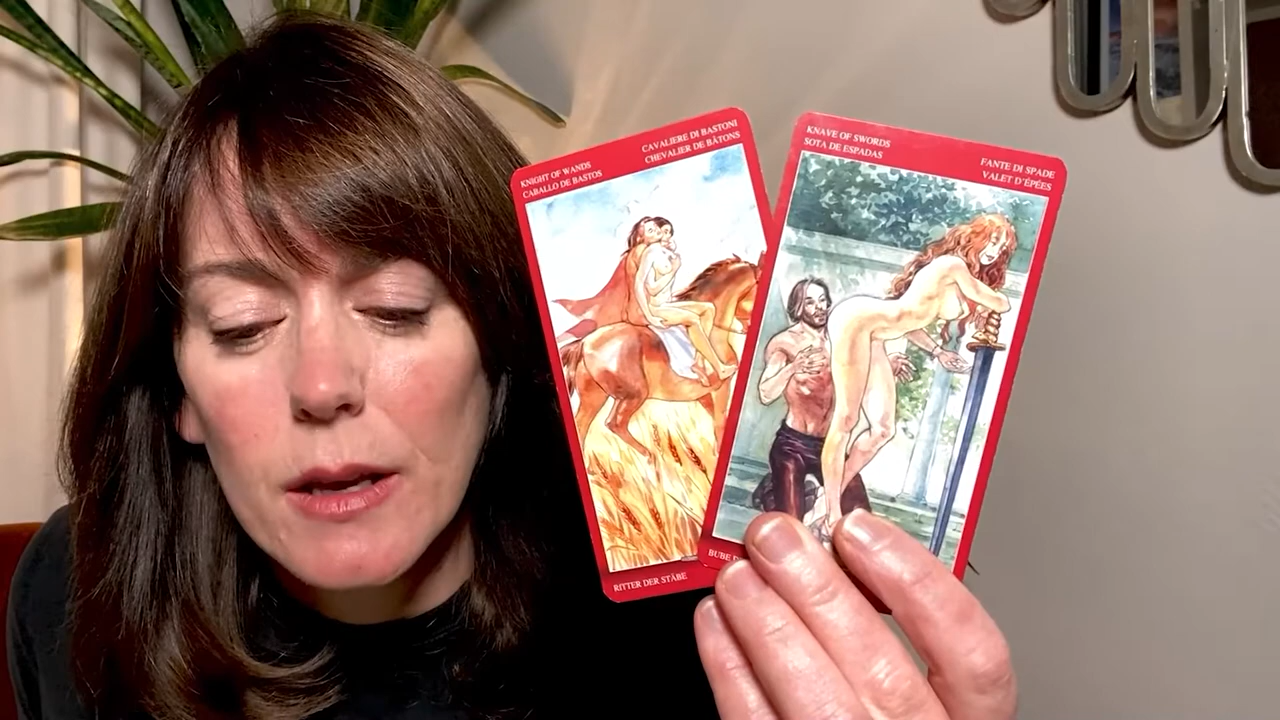 KNIGHT OF WANDS
CABALLO DE BASTOS
CAVALIERE DI BASTONI
CHEVALIER DE BÂTONS
RITTER DER STÄBE
KNAVE OF SWORDS
SOTA DE ESPADAS
FANTE DI SPADE
VALET D'ÉPÉES
BUBE